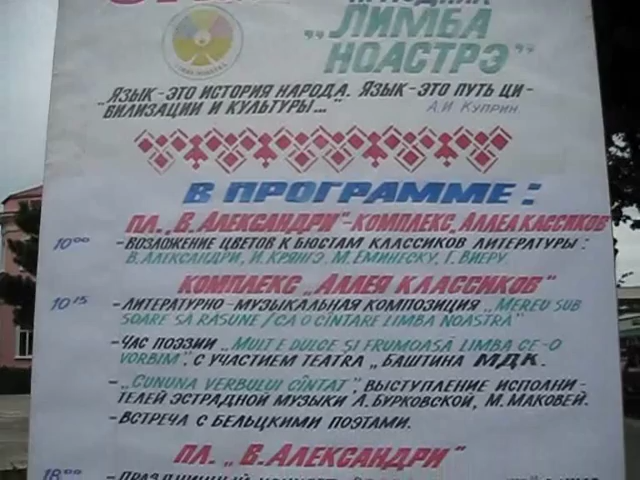 „ЛИМБА
НОАСТРЭ"
„ЯЗЫК - ЭТО ИСТОРИЯ НАРОДА. ЯЗЫК - ЭТО ПУТЬ ЦИ-
ВИЛИЗАЦИИ И КУЛЬТУРЫ..."
А.И. КУПРИН.
В ПРОГРАММЕ:
ПЛ. „В. АЛЕКСАНДРИ" - КОМПЛЕКС „АЛЛЕЯ КЛАССИКОВ
10⁰⁰ - ВОЗЛОЖЕНИЕ ЦВЕТОВ К БЮСТАМ КЛАССИКОВ ЛИТЕРАТУРЫ:
В. АЛЕКСАНДРИ, И. КРЯНГЭ, М. ЕМИНЕСКУ, Г. ВИЕРУ.
КОМПЛЕКС „АЛЛЕЯ КЛАССИКОВ"
10¹⁵ - ЛИТЕРАТУРНО-МУЗЫКАЛЬНАЯ КОМПОЗИЦИЯ „MEREU SUB
SOARE SĂ RĂSUNE / CA O CÎNTARE LIMBA NOASTRĂ"
- ЧАС ПОЭЗИИ „MULT E DULCE ȘI FRUMOASĂ LIMBA CE-O
VORBIM", С УЧАСТИЕМ ТЕАТРА „БАШТИНА" МДК.
- „CUNUNA VERBULUI CÎNTAT", ВЫСТУПЛЕНИЕ ИСПОЛНИ-
ТЕЛЕЙ ЭСТРАДНОЙ МУЗЫКИ Л. БУРКОВСКОЙ, М. МАКОВЕЙ.
- ВСТРЕЧА С БЕЛЬЦКИМИ ПОЭТАМИ.
ПЛ. „В. АЛЕКСАНДРИ"
18⁰⁰